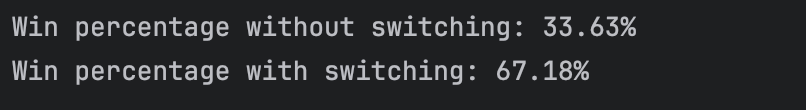 Win percentage without switching: 33.63%
Win percentage with switching: 67.18%